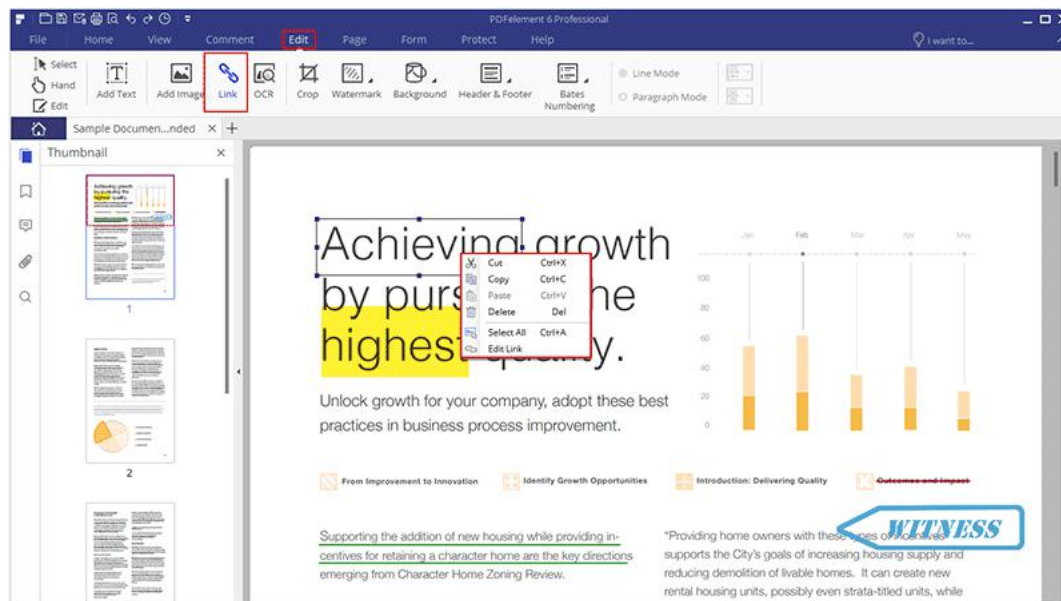 PDFelement 6 Professional
File Home View Comment Edit Page Form Protect Help I want to...
Select
Hand
Edit
Add Text Add Image Link OCR Crop Watermark Background Header & Footer Bates Numbering
Line Mode
Paragraph Mode
Sample Documen...nded × +
Thumbnail ×
1
2
Achieving growth
by purs he
highest quality.
Cut Ctrl+X
Copy Ctrl+C
Paste Ctrl+V
Delete Del
Select All Ctrl+A
Edit Link
Unlock growth for your company, adopt these best
practices in business process improvement.
Jan Feb Mar Apr May
100
80
60
40
20
0
From Improvement to Innovation
Identify Growth Opportunities
Introduction: Delivering Quality
Outcomes and Impact
Supporting the addition of new housing while providing in-
centives for retaining a character home are the key directions
emerging from Character Home Zoning Review.
WITNESS
"Providing home owners with these types of incentives
supports the City's goals of increasing housing supply and
reducing demolition of livable homes. It can create new
rental housing units, possibly even strata-titled units, while